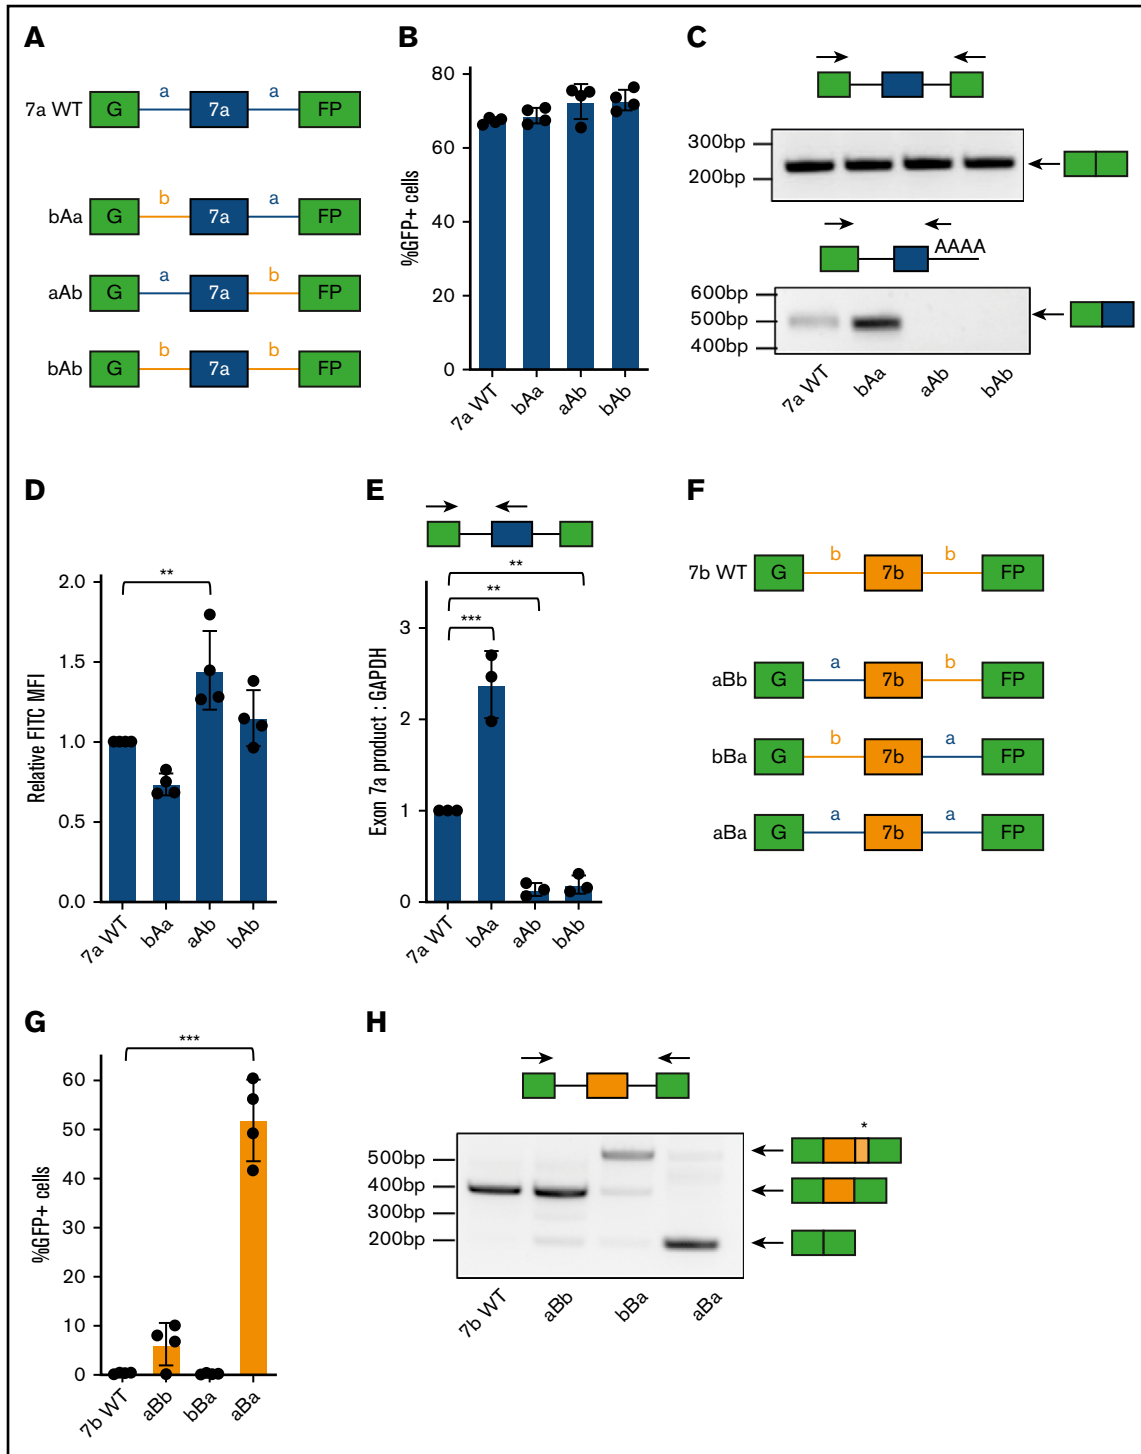 A
7a WT G a 7a a FP
bAa G b 7a a FP
aAb G a 7a b FP
bAb G b 7a b FP
B
%GFP+ cells
80
60
40
20
0
7a WT bAa aAb bAb
C
300bp
200bp
AAAA
600bp
500bp
400bp
7a WT bAa aAb bAb
D
Relative FITC MFI
**
2.0
1.5
1.0
0.5
0.0
7a WT bAa aAb bAb
E
Exon 7a product : GAPDH
**
**
***
3
2
1
0
7a WT bAa aAb bAb
F
7b WT G b 7b b FP
aBb G a 7b b FP
bBa G b 7b a FP
aBa G a 7b a FP
G
%GFP+ cells
***
60
50
40
30
20
10
0
7b WT aBb bBa aBa
H
*
500bp
400bp
300bp
200bp
7b WT aBb bBa aBa